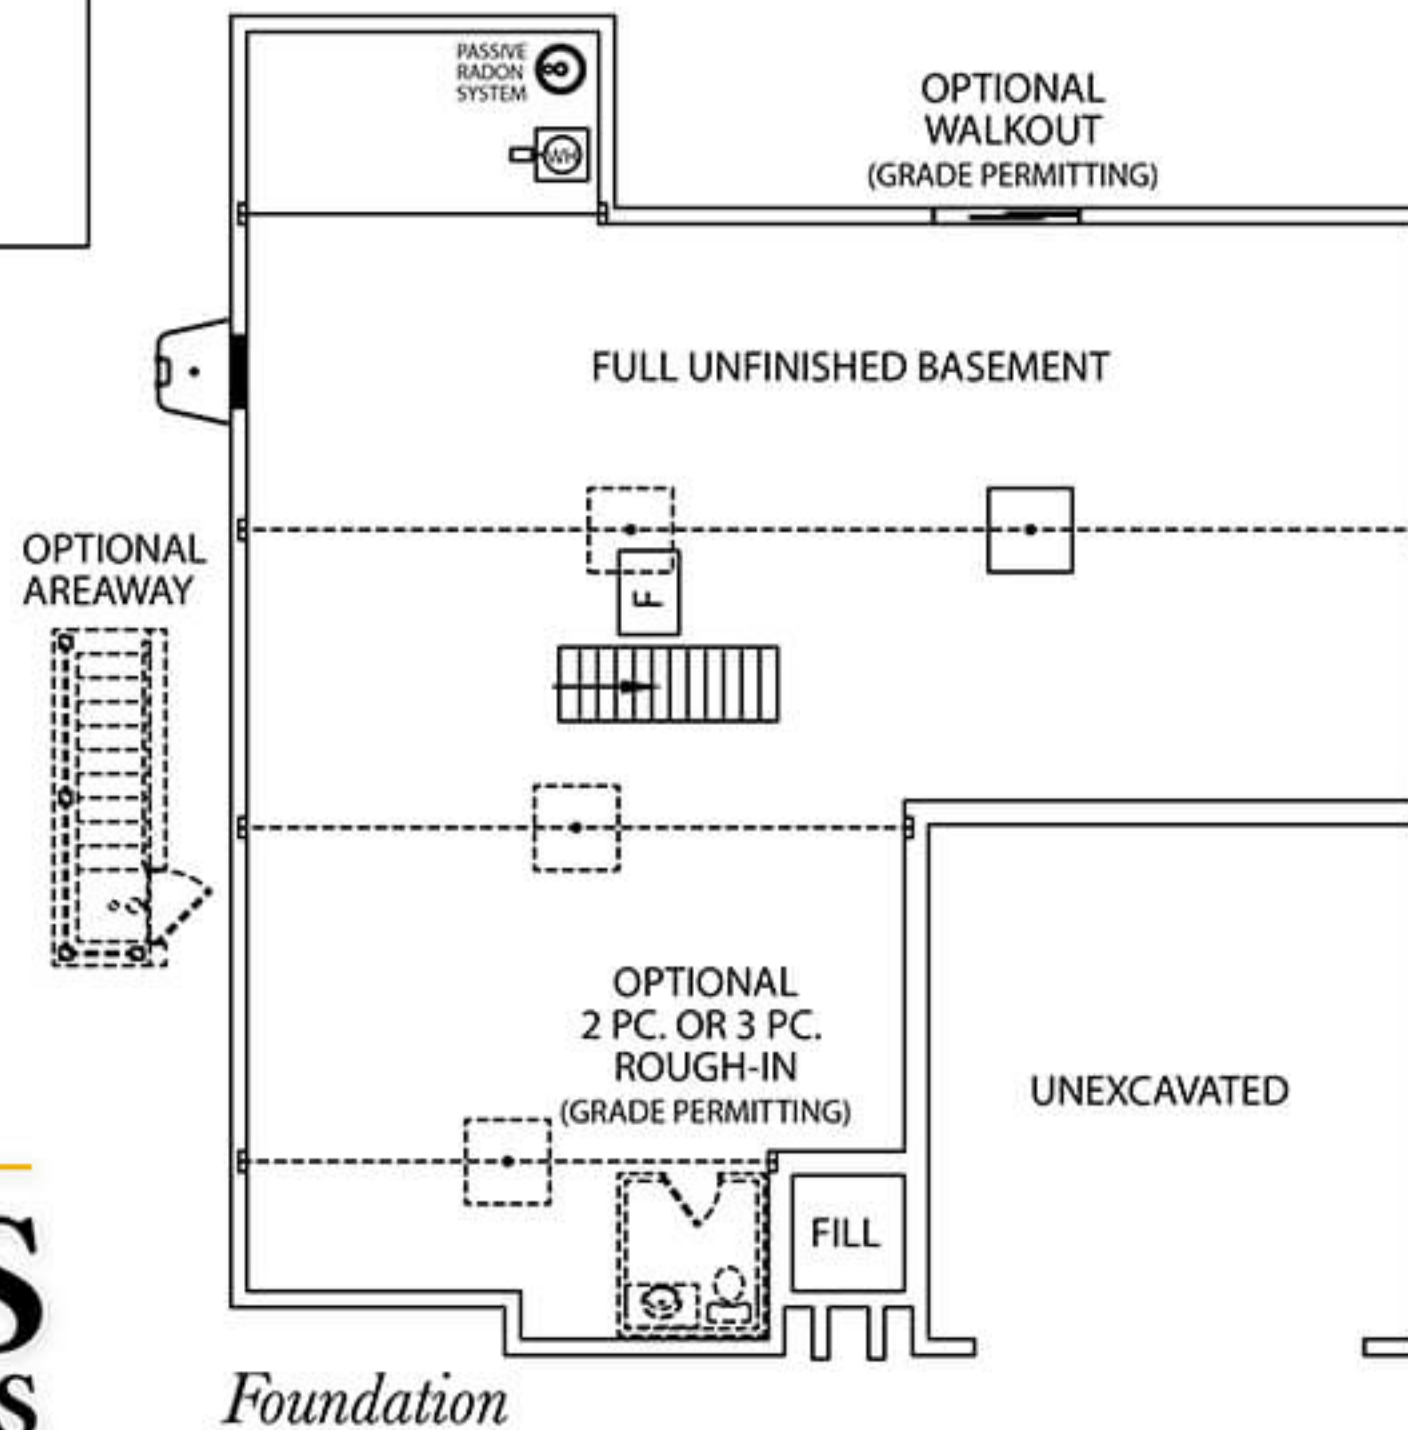 PASSIVE
RADON
SYSTEM
WH
OPTIONAL
WALKOUT
(GRADE PERMITTING)
FULL UNFINISHED BASEMENT
OPTIONAL
AREAWAY
F
OPTIONAL
2 PC. OR 3 PC.
ROUGH-IN
(GRADE PERMITTING)
UNEXCAVATED
FILL
S
S
Foundation